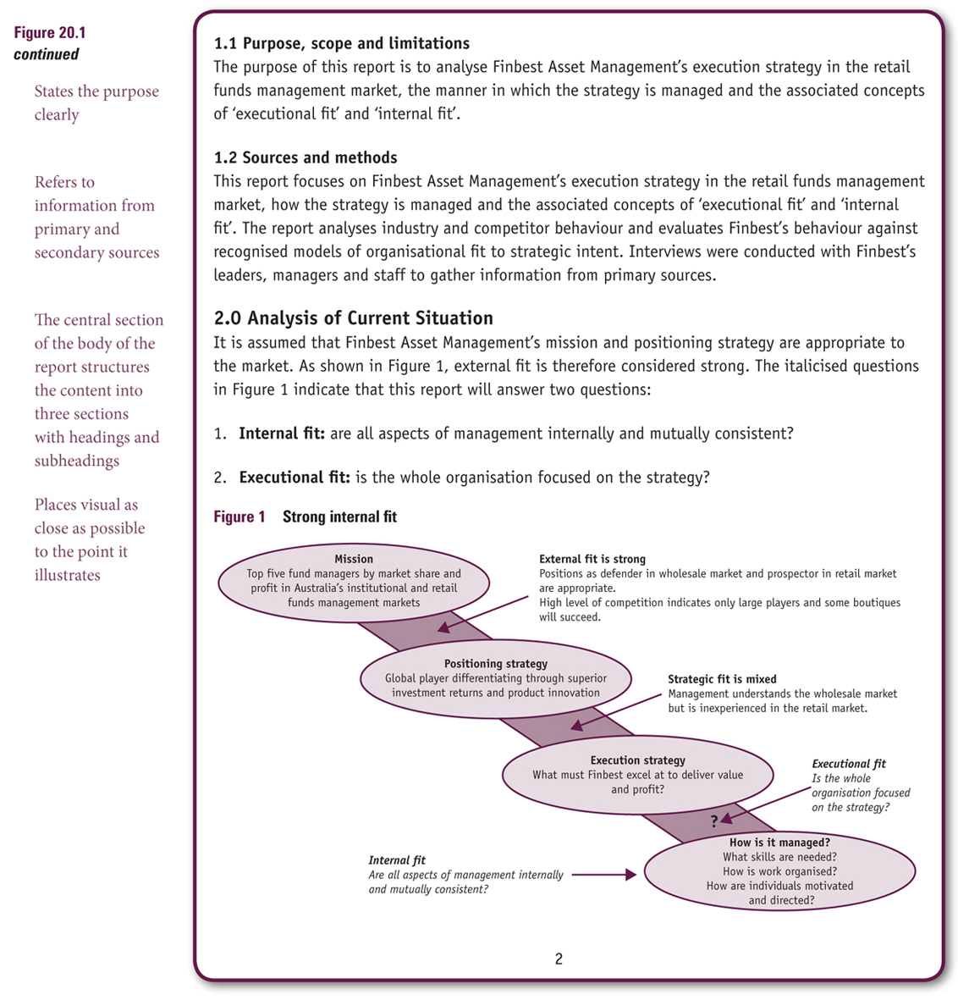 Figure 20.1
continued
States the purpose
clearly
Refers to
information from
primary and
secondary sources
The central section
of the body of the
report structures
the content into
three sections
with headings and
subheadings
Places visual as
close as possible
to the point it
illustrates
1.1 Purpose, scope and limitations
The purpose of this report is to analyse Finbest Asset Management’s execution strategy in the retail
funds management market, the manner in which the strategy is managed and the associated concepts
of ‘executional fit’ and ‘internal fit’.
1.2 Sources and methods
This report focuses on Finbest Asset Management’s execution strategy in the retail funds management
market, how the strategy is managed and the associated concepts of ‘executional fit’ and ‘internal
fit’. The report analyses industry and competitor behaviour and evaluates Finbest’s behaviour against
recognised models of organisational fit to strategic intent. Interviews were conducted with Finbest’s
leaders, managers and staff to gather information from primary sources.
2.0 Analysis of Current Situation
It is assumed that Finbest Asset Management’s mission and positioning strategy are appropriate to
the market. As shown in Figure 1, external fit is therefore considered strong. The italicised questions
in Figure 1 indicate that this report will answer two questions:
1. Internal fit: are all aspects of management internally and mutually consistent?
2. Executional fit: is the whole organisation focused on the strategy?
Figure 1 Strong internal fit
Mission
Top five fund managers by market share and
profit in Australia’s institutional and retail
funds management markets
External fit is strong
Positions as defender in wholesale market and prospector in retail market
are appropriate.
High level of competition indicates only large players and some boutiques
will succeed.
Positioning strategy
Global player differentiating through superior
investment returns and product innovation
Strategic fit is mixed
Management understands the wholesale market
but is inexperienced in the retail market.
Execution strategy
What must Finbest excel at to deliver value
and profit?
Executional fit
Is the whole
organisation focused
on the strategy?
?
How is it managed?
What skills are needed?
How is work organised?
How are individuals motivated
and directed?
Internal fit
Are all aspects of management internally
and mutually consistent?
2